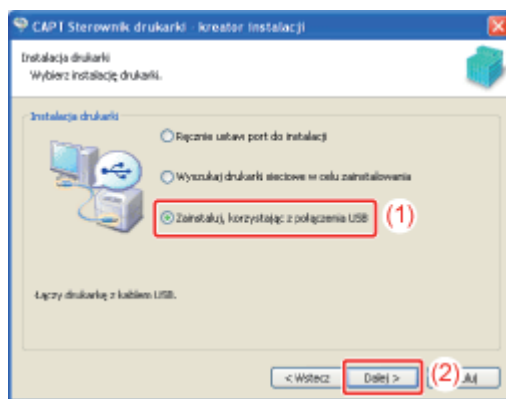 CAPT Sterownik drukarki - kreator instalacji
Instalacja drukarki
Wybierz instalację drukarki.
Instalacja drukarki
Ręcznie ustaw port do instalacji
Wyszukaj drukarki sieciowe w celu zainstalowania
Zainstaluj, korzystając z połączenia USB
(1)
Łączy drukarkę z kablem USB.
< Wstecz
Dalej >
(2)